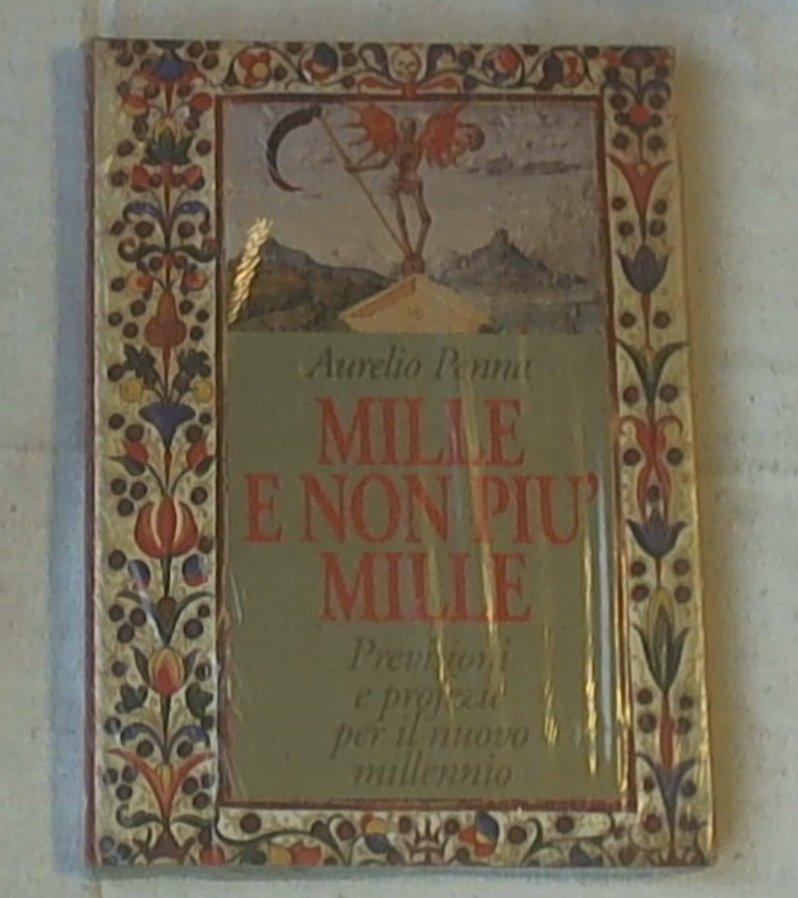 Aurelio Penna
MILLE
E NON PIU'
MILLE
Previsioni
e profezie
per il nuovo
millennio